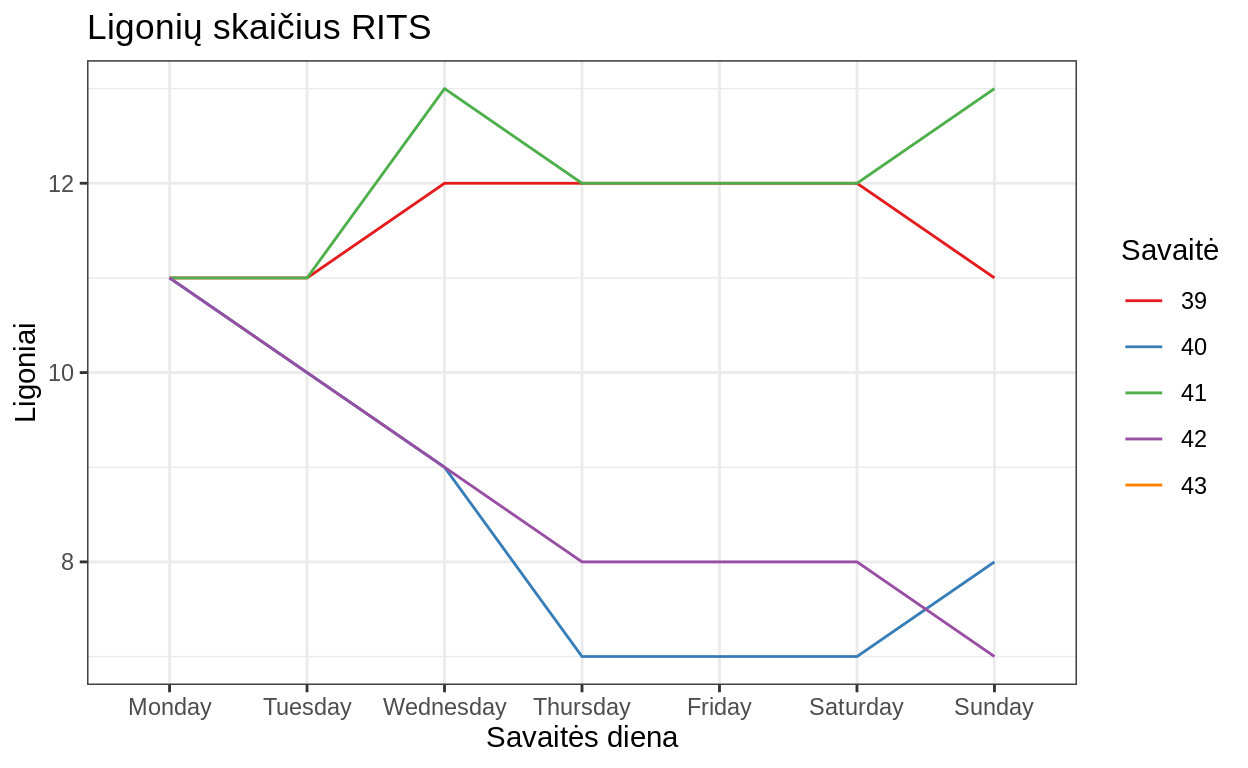 Ligonių skaičius RITS
12
10
8
Ligoniai
Monday Tuesday Wednesday Thursday Friday Saturday Sunday
Savaitės diena
Savaitė
39
40
41
42
43